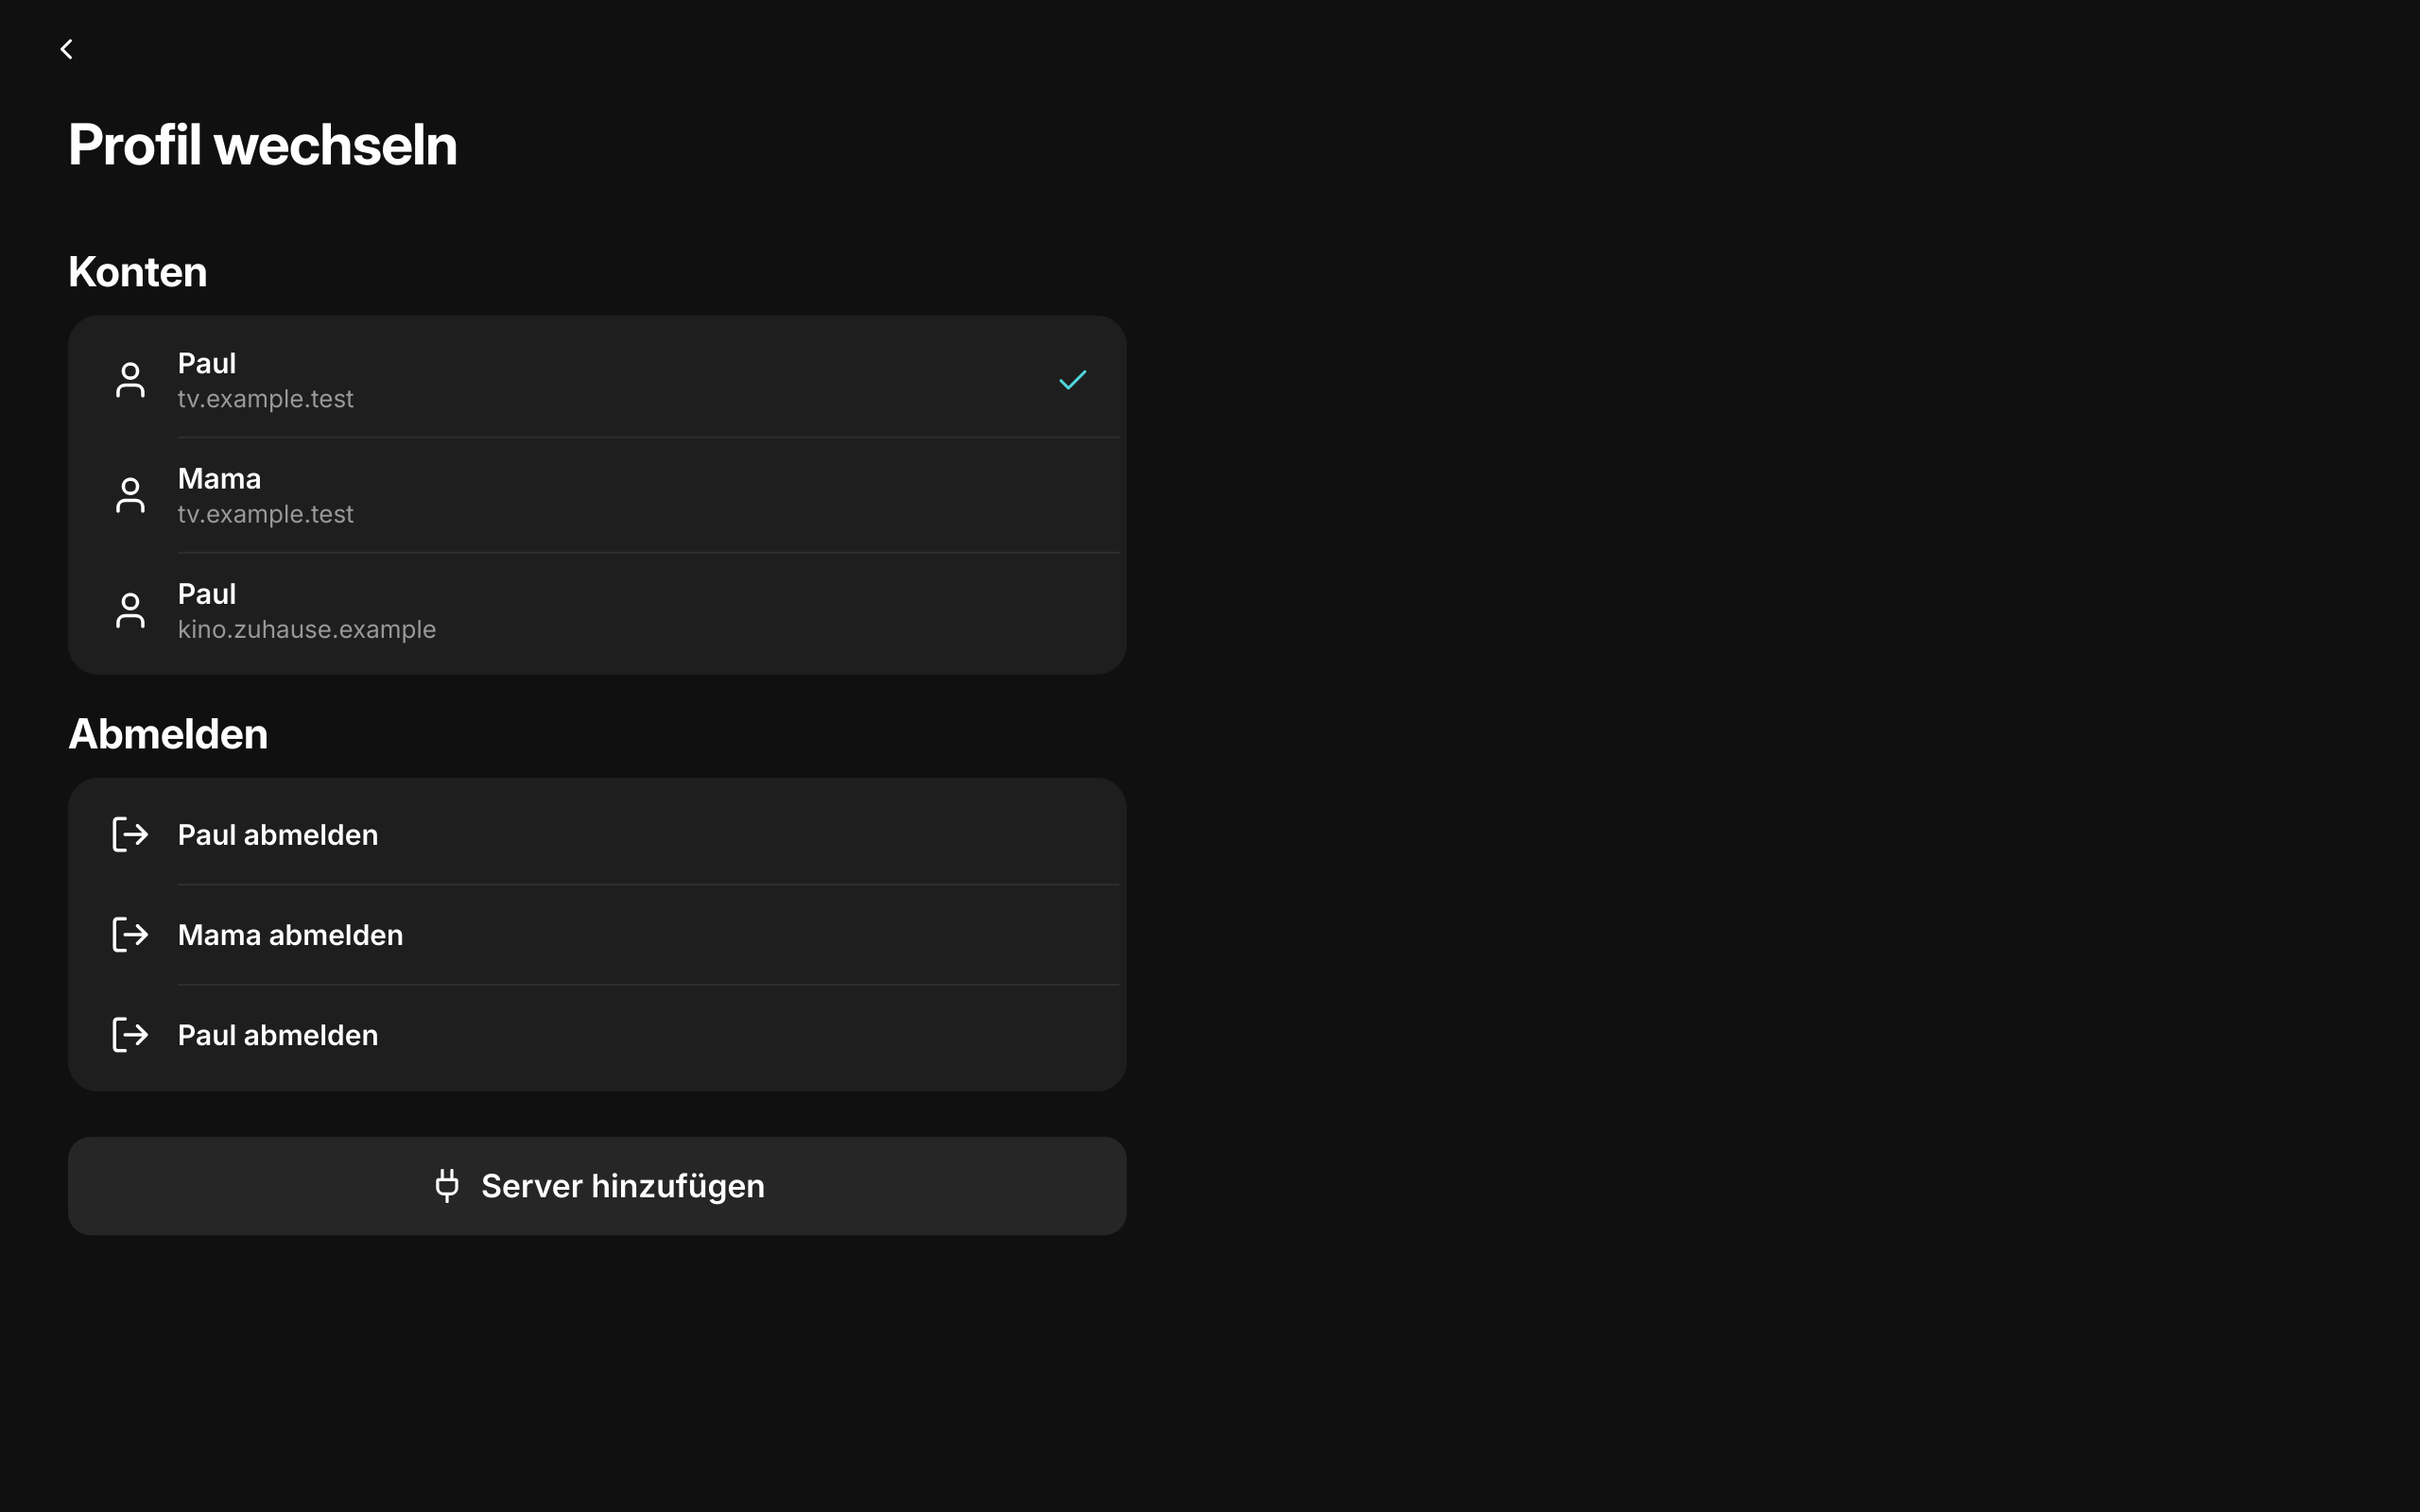 Profil wechseln
Konten
Paul
tv.example.test
Mama
tv.example.test
Paul
kino.zuhause.example
Abmelden
Paul abmelden
Mama abmelden
Paul abmelden
Server hinzufügen